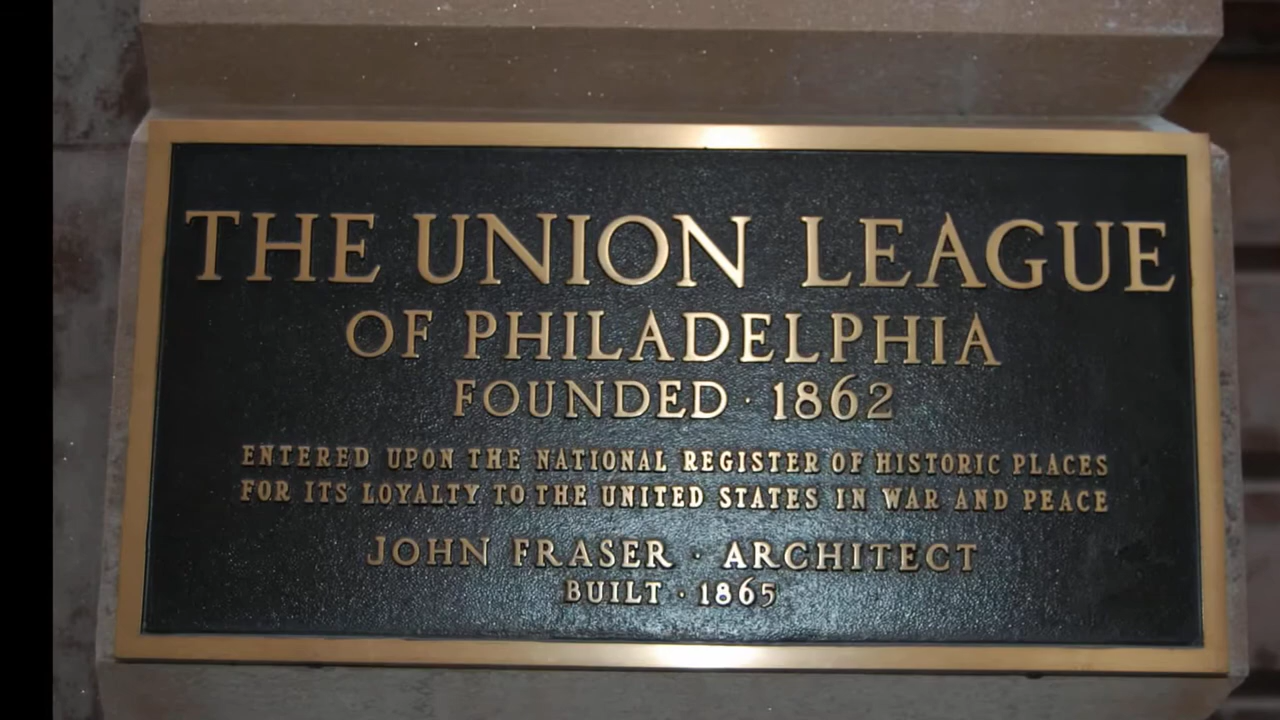 THE UNION LEAGUE
OF PHILADELPHIA
FOUNDED · 1862
ENTERED UPON THE NATIONAL REGISTER OF HISTORIC PLACES
FOR ITS LOYALTY TO THE UNITED STATES IN WAR AND PEACE
JOHN FRASER · ARCHITECT
BUILT · 1865